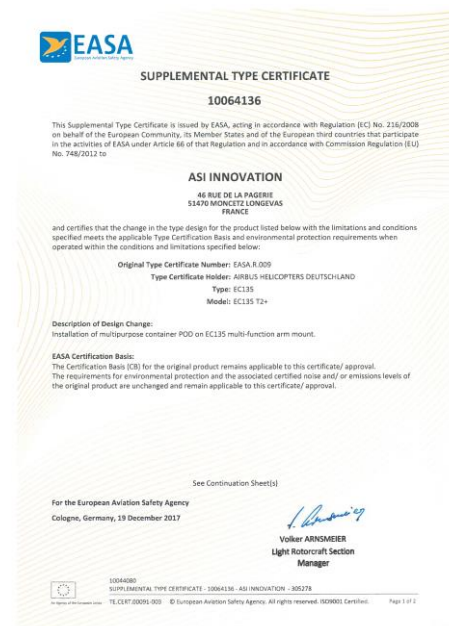 EASA
European Aviation Safety Agency
SUPPLEMENTAL TYPE CERTIFICATE
10064136
This Supplemental Type Certificate is issued by EASA, acting in accordance with Regulation (EC) No. 216/2008
on behalf of the European Community, its Member States and of the European third countries that participate
in the activities of EASA under Article 66 of that Regulation and in accordance with Commission Regulation (EU)
No. 748/2012 to
ASI INNOVATION
46 RUE DE LA PAGERIE
51470 MONCETZ LONGEVAS
FRANCE
and certifies that the change in the type design for the product listed below with the limitations and conditions
specified meets the applicable Type Certification Basis and environmental protection requirements when
operated within the conditions and limitations specified below:
Original Type Certificate Number: EASA.R.009
Type Certificate Holder: AIRBUS HELICOPTERS DEUTSCHLAND
Type: EC135
Model: EC135 T2+
Description of Design Change:
Installation of multipurpose container POD on EC135 multi-function arm mount.
EASA Certification Basis:
The Certification Basis (CB) for the original product remains applicable to this certificate/ approval.
The requirements for environmental protection and the associated certified noise and/ or emissions levels of
the original product are unchanged and remain applicable to this certificate/ approval.
See Continuation Sheet(s)
For the European Aviation Safety Agency
Cologne, Germany, 19 December 2017
Volker ARNSMEIER
Light Rotorcraft Section
Manager
10044080
SUPPLEMENTAL TYPE CERTIFICATE - 10064136 - ASI INNOVATION - 305278
TE.CERT.00091-003 © European Aviation Safety Agency. All rights reserved. ISO9001 Certified. Page 1 of 2
An Agency of the European Union